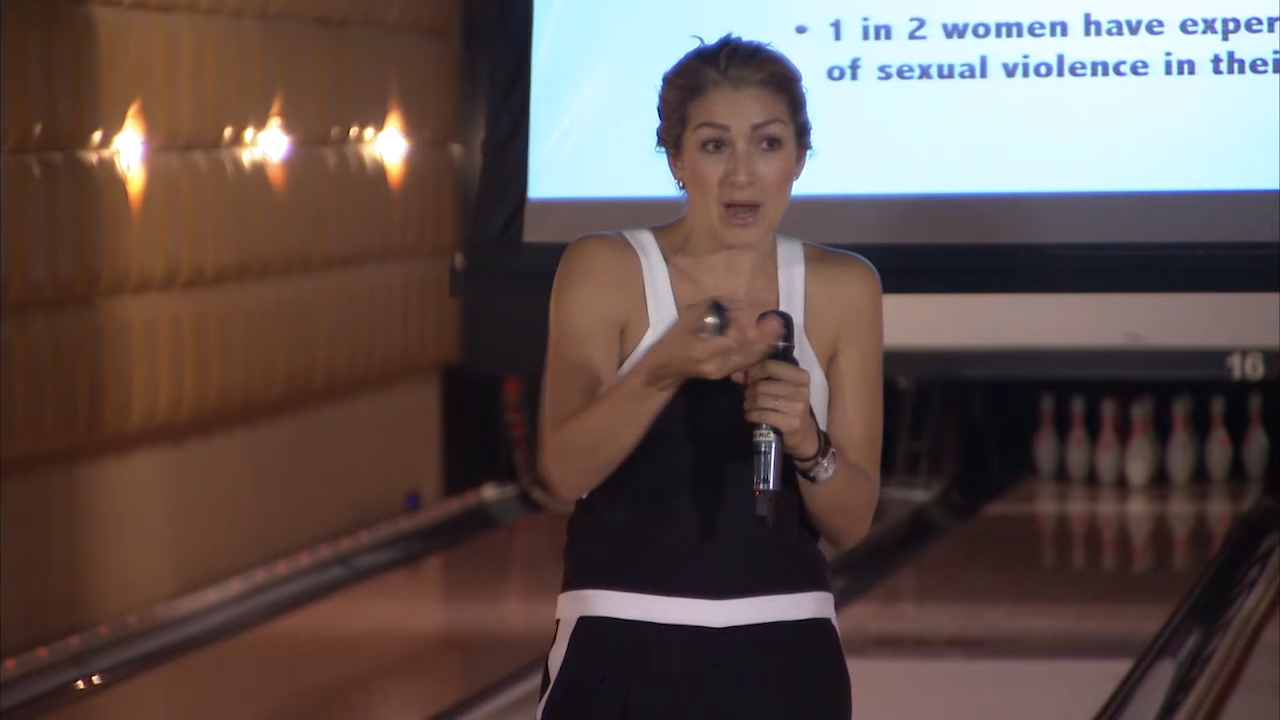 • 1 in 2 women have exper
of sexual violence in thei
16